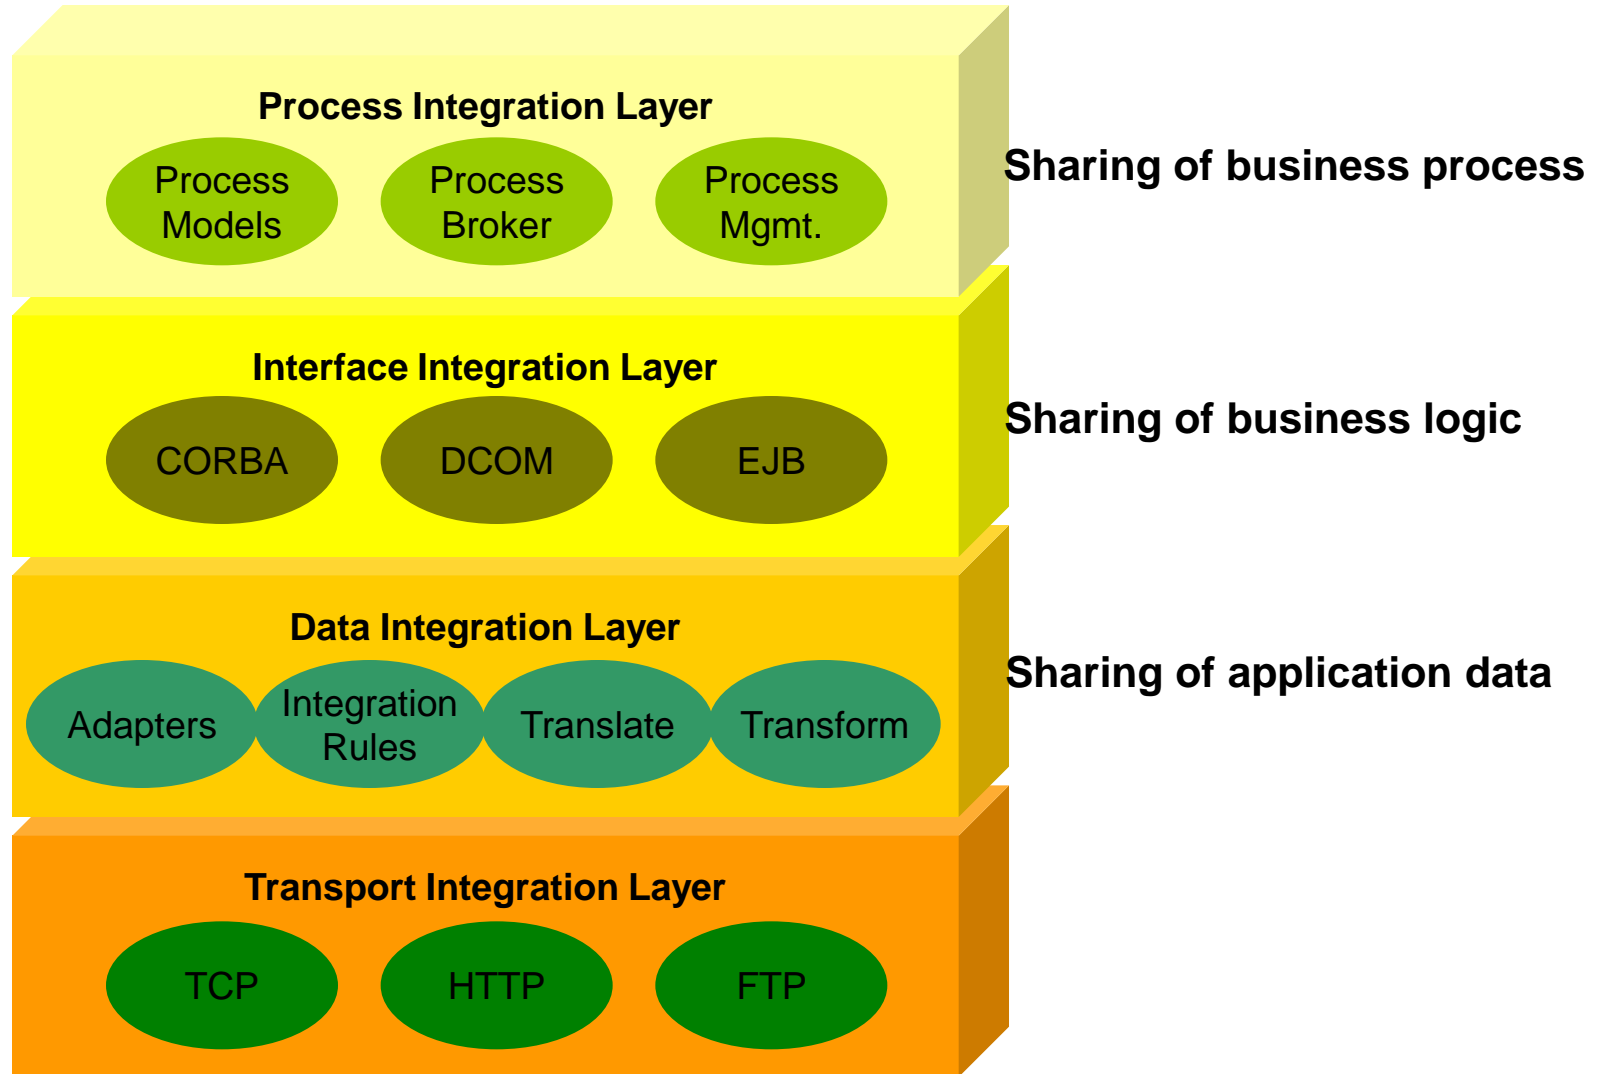 Process Integration Layer
Process
Models
Process
Broker
Process
Mgmt.
Sharing of business process
Interface Integration Layer
CORBA
DCOM
EJB
Sharing of business logic
Data Integration Layer
Adapters
Integration
Rules
Translate
Transform
Sharing of application data
Transport Integration Layer
TCP
HTTP
FTP